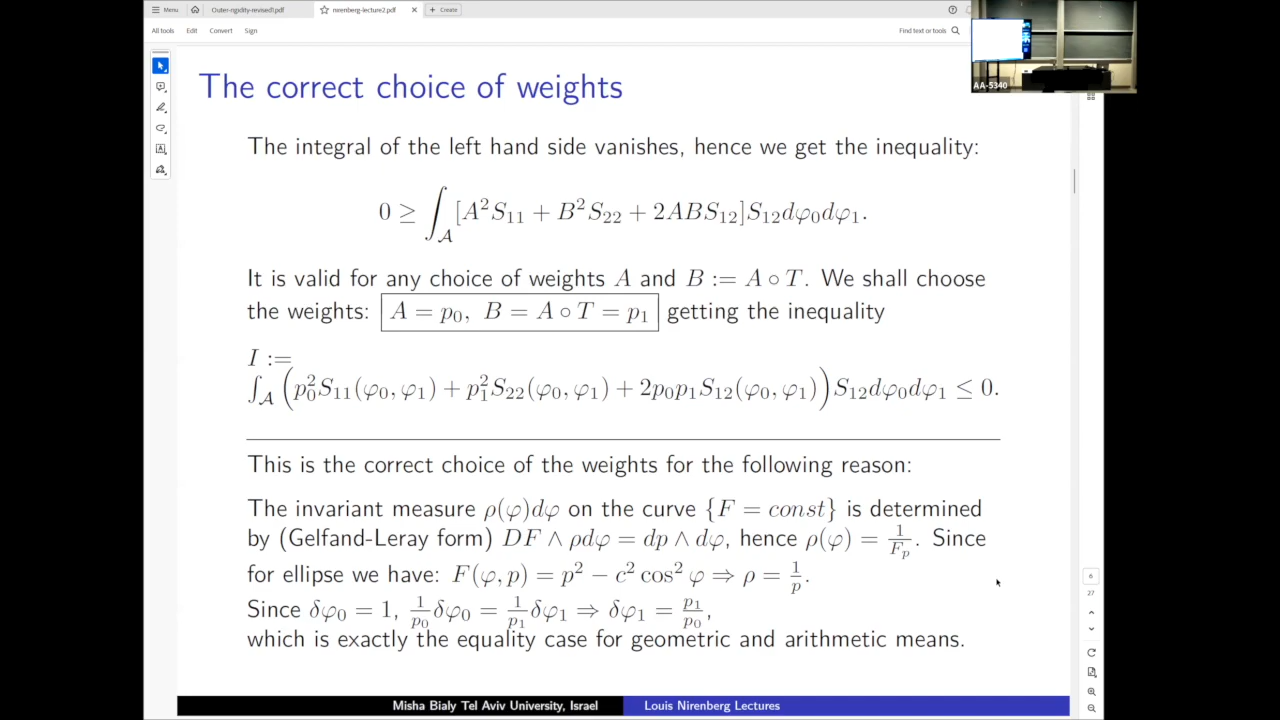 Menu
Outer-rigidity-revised1.pdf
nirenberg-lecture2.pdf
Create
All tools Edit Convert Sign
Find text or tools
AA-5340
The correct choice of weights
The integral of the left hand side vanishes, hence we get the inequality:
0 ≥ ∫_𝒜 [A²S₁₁ + B²S₂₂ + 2ABS₁₂]S₁₂dφ₀dφ₁.
It is valid for any choice of weights A and B := A ∘ T. We shall choose
the weights: A = p₀, B = A ∘ T = p₁ getting the inequality
I :=
∫_𝒜 (p₀²S₁₁(φ₀, φ₁) + p₁²S₂₂(φ₀, φ₁) + 2p₀p₁S₁₂(φ₀, φ₁))S₁₂dφ₀dφ₁ ≤ 0.
This is the correct choice of the weights for the following reason:
The invariant measure ρ(φ)dφ on the curve {F = const} is determined
by (Gelfand-Leray form) DF ∧ ρdφ = dp ∧ dφ, hence ρ(φ) = 1/F_p. Since
for ellipse we have: F(φ, p) = p² − c² cos² φ ⇒ ρ = 1/p.
Since δφ₀ = 1, 1/p₀ δφ₀ = 1/p₁ δφ₁ ⇒ δφ₁ = p₁/p₀,
which is exactly the equality case for geometric and arithmetic means.
6
27
Misha Bialy Tel Aviv University, Israel
Louis Nirenberg Lectures